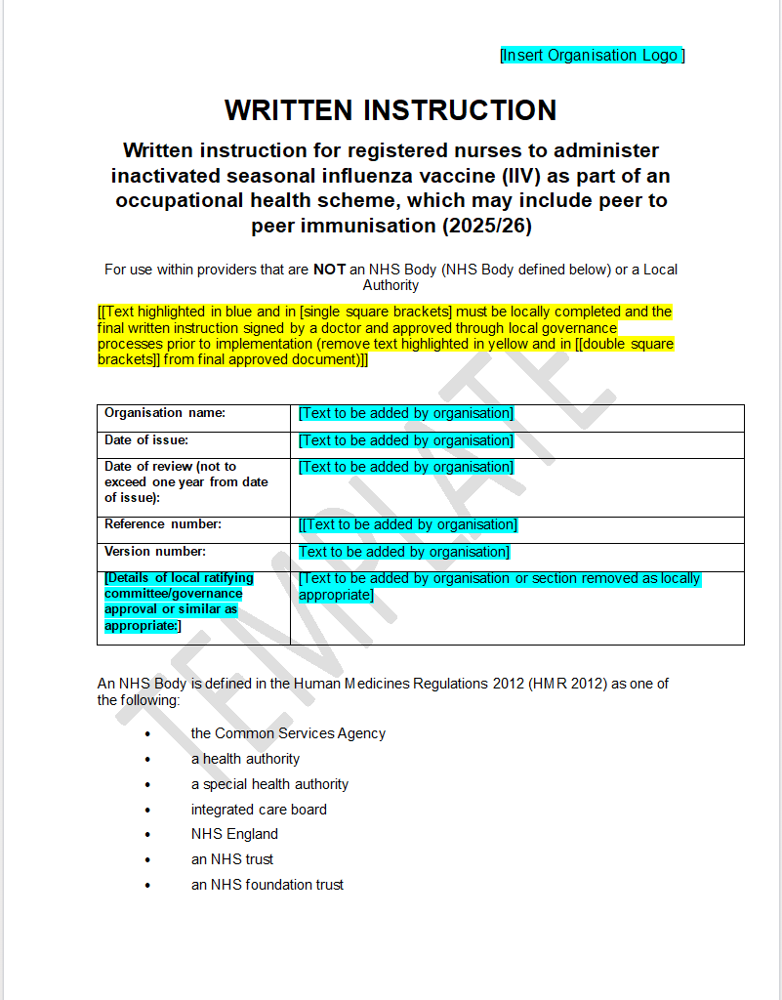 [Insert Organisation Logo ]
WRITTEN INSTRUCTION
Written instruction for registered nurses to administer
inactivated seasonal influenza vaccine (IIV) as part of an
occupational health scheme, which may include peer to
peer immunisation (2025/26)
For use within providers that are NOT an NHS Body (NHS Body defined below) or a Local
Authority
[[Text highlighted in blue and in [single square brackets] must be locally completed and the
final written instruction signed by a doctor and approved through local governance
processes prior to implementation (remove text highlighted in yellow and in [[double square
brackets]] from final approved document)]]
Organisation name: [Text to be added by organisation]
Date of issue: [Text to be added by organisation]
Date of review (not to [Text to be added by organisation]
exceed one year from date
of issue):
Reference number: [[Text to be added by organisation]
Version number: Text to be added by organisation]
[Details of local ratifying [Text to be added by organisation or section removed as locally
committee/governance appropriate]
approval or similar as
appropriate:]
TEMPLATE
An NHS Body is defined in the Human Medicines Regulations 2012 (HMR 2012) as one of
the following:
• the Common Services Agency
• a health authority
• a special health authority
• integrated care board
• NHS England
• an NHS trust
• an NHS foundation trust